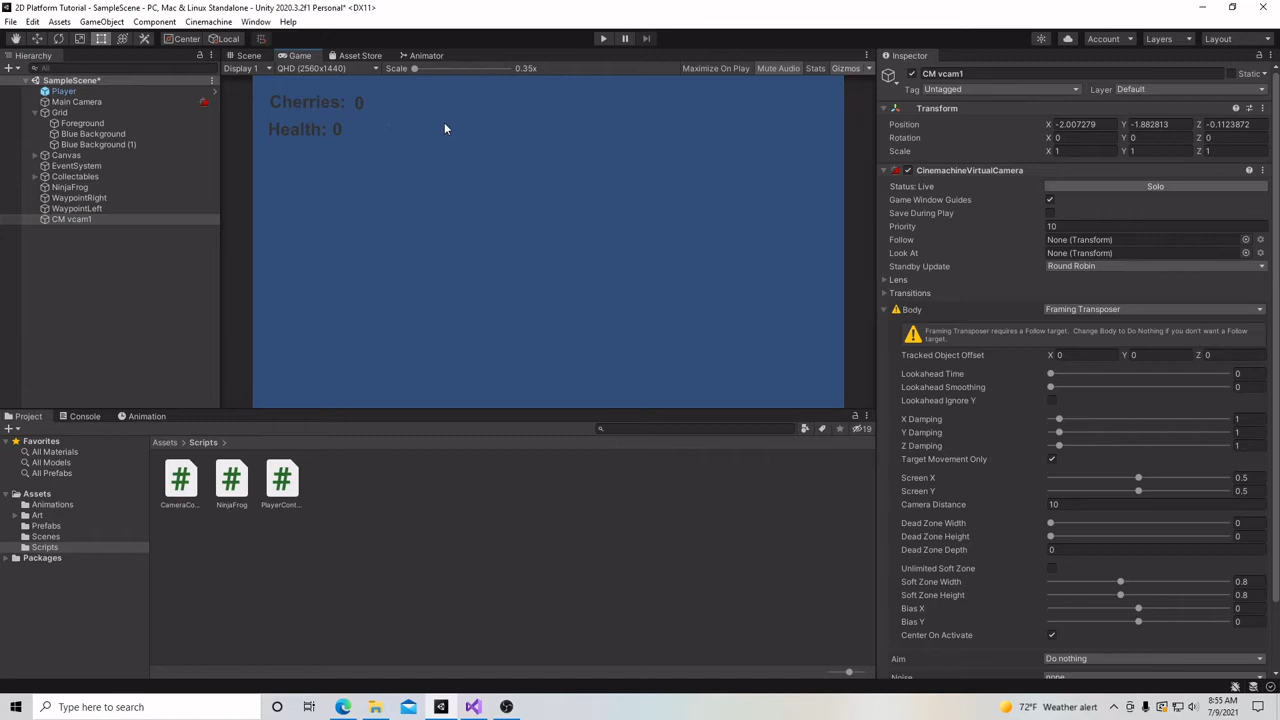 2D Platform Tutorial - SampleScene - PC, Mac & Linux Standalone - Unity 2020.3.2f1 Personal* <DX11>
File Edit Assets GameObject Component Cinemachine Window Help
Center Local
Account Layers Layout
Hierarchy
All
SampleScene*
Player
Main Camera
Grid
Foreground
Blue Background
Blue Background (1)
Canvas
EventSystem
Collectables
NinjaFrog
WaypointRight
WaypointLeft
CM vcam1
Scene Game Asset Store Animator
Display 1 QHD (2560x1440) Scale 0.35x Maximize On Play Mute Audio Stats Gizmos
Cherries: 0
Health: 0
Inspector
CM vcam1 Static
Tag Untagged Layer Default
Transform
Position X -2.007279 Y -1.882813 Z -0.1123872
Rotation X 0 Y 0 Z 0
Scale X 1 Y 1 Z 1
CinemachineVirtualCamera
Status: Live Solo
Game Window Guides
Save During Play
Priority 10
Follow None (Transform)
Look At None (Transform)
Standby Update Round Robin
Lens
Transitions
Body Framing Transposer
Framing Transposer requires a Follow target. Change Body to Do Nothing if you don't want a Follow
target.
Tracked Object Offset X 0 Y 0 Z 0
Lookahead Time 0
Lookahead Smoothing 0
Lookahead Ignore Y
X Damping 1
Y Damping 1
Z Damping 1
Target Movement Only
Screen X 0.5
Screen Y 0.5
Camera Distance 10
Dead Zone Width 0
Dead Zone Height 0
Dead Zone Depth 0
Unlimited Soft Zone
Soft Zone Width 0.8
Soft Zone Height 0.8
Bias X 0
Bias Y 0
Center On Activate
Aim Do nothing
Noise none
Project Console Animation
19
Favorites
All Materials
All Models
All Prefabs
Assets
Animations
Art
Prefabs
Scenes
Scripts
Packages
Assets Scripts
CameraCo... NinjaFrog PlayerCont...
Type here to search
72°F Weather alert
8:55 AM
7/9/2021